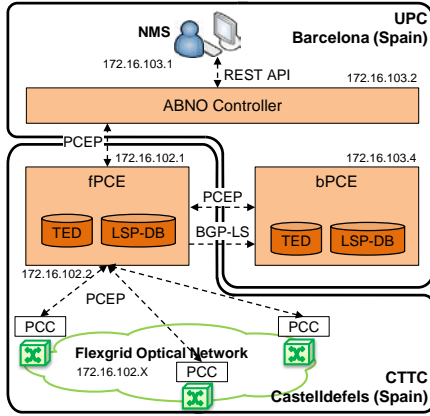 UPC
Barcelona (Spain)
NMS
172.16.103.1
REST API
172.16.103.2
ABNO Controller
PCEP
172.16.102.1
172.16.103.4
fPCE
bPCE
PCEP
TED
LSP-DB
BGP-LS
TED
LSP-DB
172.16.102.2
PCEP
PCC
PCC
Flexgrid Optical Network
172.16.102.X
PCC
CTTC
Castelldefels (Spain)